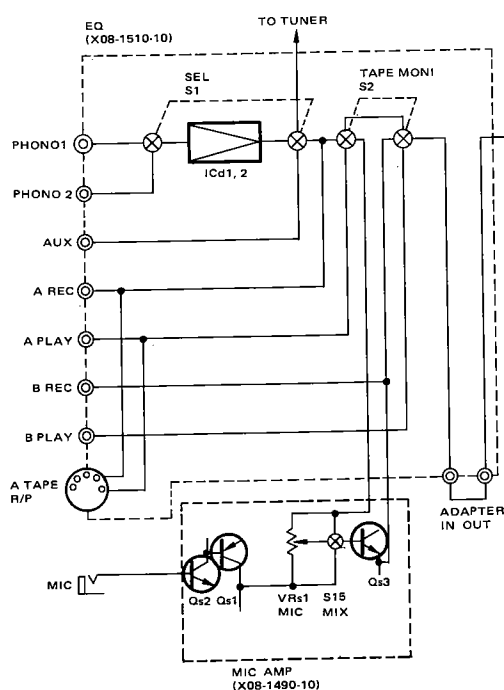 TO TUNER
EQ
(X08-1510-10)
SEL
S1
TAPE MONI
S2
PHONO1
ICd1, 2
PHONO 2
AUX
A REC
A PLAY
B REC
B PLAY
A TAPE
R/P
ADAPTER
IN OUT
MIC
Qs2 Qs1
VRs1
MIC
S15
MIX
Qs3
MIC AMP
(X08-1490-10)